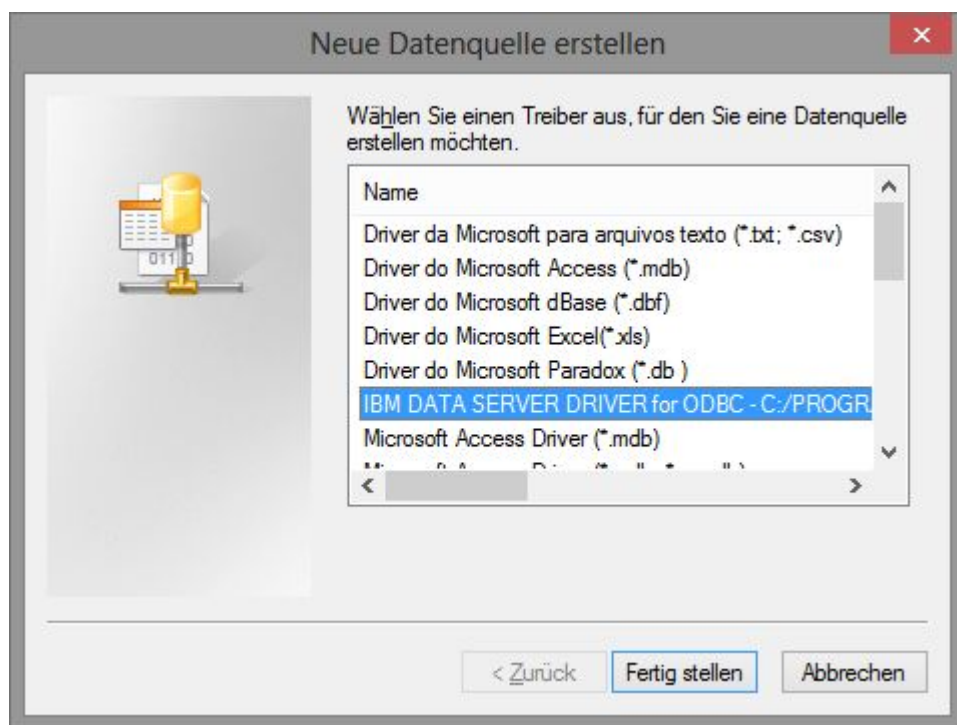 Neue Datenquelle erstellen
Wählen Sie einen Treiber aus, für den Sie eine Datenquelle
erstellen möchten.
Name
Driver da Microsoft para arquivos texto (*.txt; *.csv)
Driver do Microsoft Access (*.mdb)
Driver do Microsoft dBase (*.dbf)
Driver do Microsoft Excel(*.xls)
Driver do Microsoft Paradox (*.db )
IBM DATA SERVER DRIVER for ODBC - C:/PROGR
Microsoft Access Driver (*.mdb)
< Zurück
Fertig stellen
Abbrechen